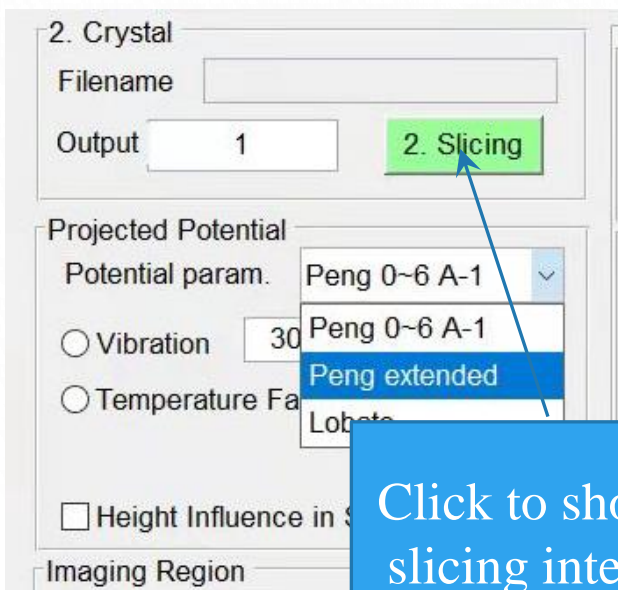 2. Crystal
Filename
Output 1 2. Slicing
Projected Potential
Potential param. Peng 0~6 A-1
Peng 0~6 A-1
Vibration 30
Peng extended
Temperature Fa
Height Influence in
Click to sho
slicing inte
Imaging Region